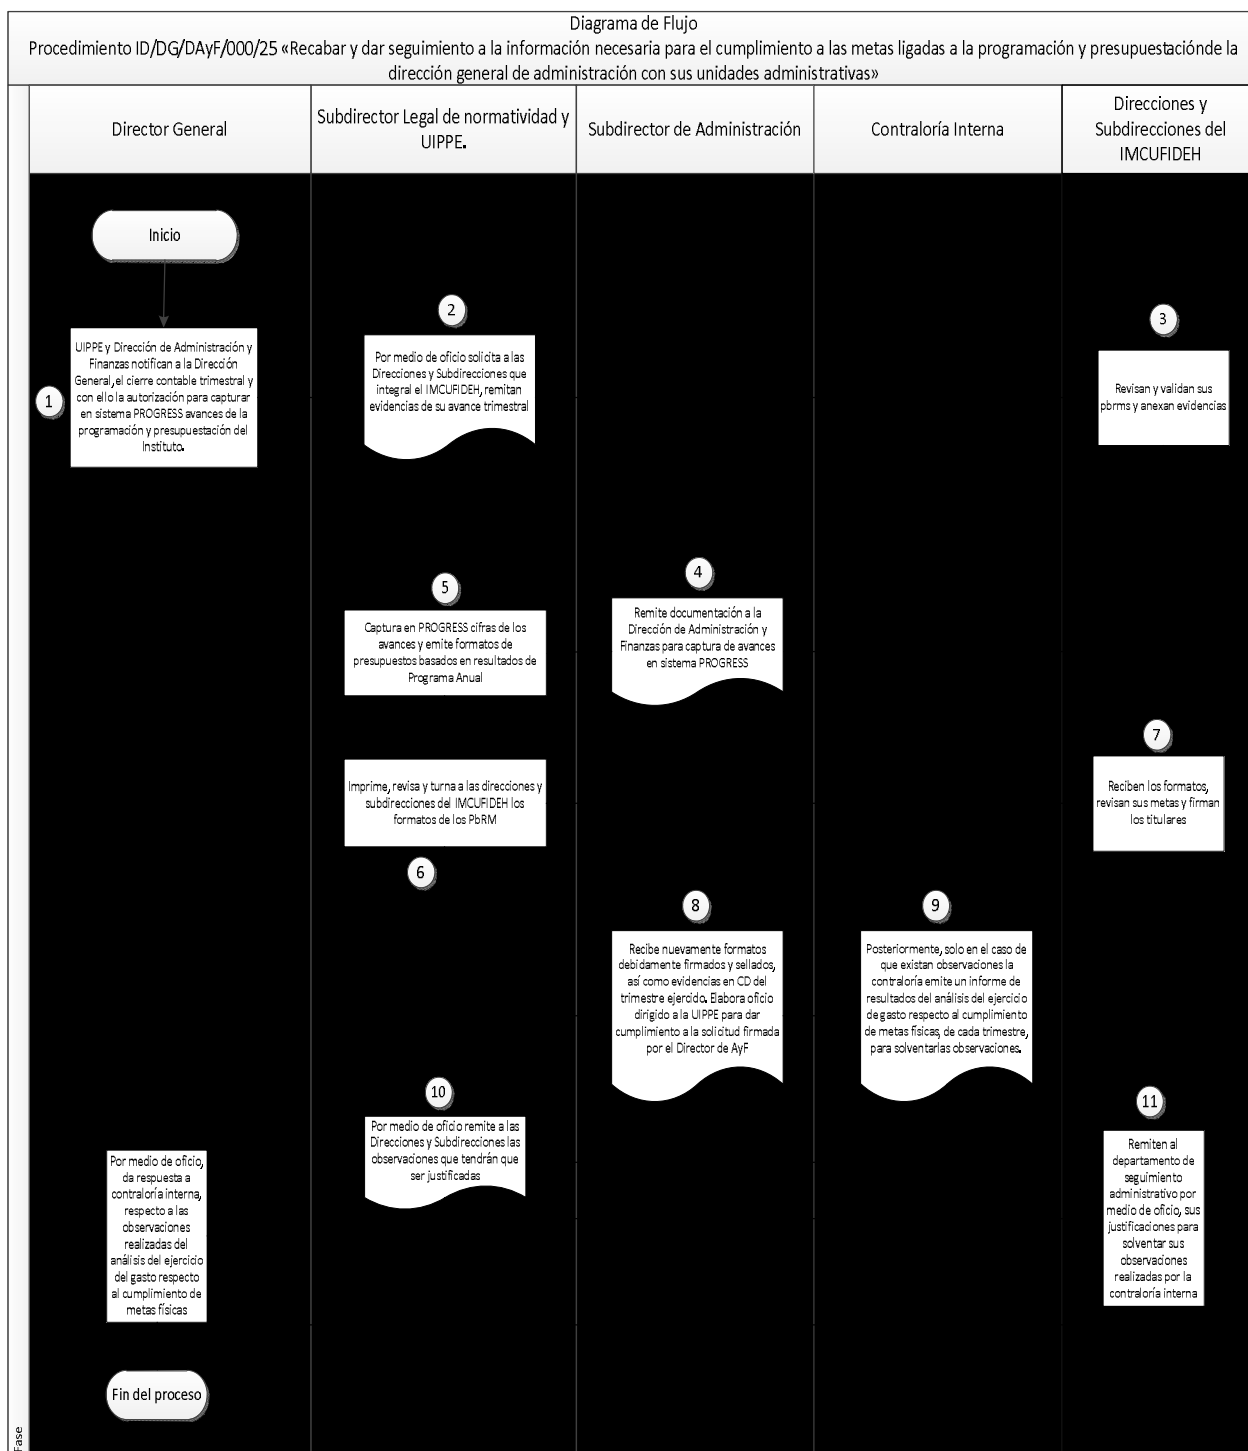 Diagrama de Flujo
Procedimiento ID/DG/DAyF/000/25 «Recabar y dar seguimiento a la información necesaria para el cumplimiento a las metas ligadas a la programación y presupuestaciónde la
dirección general de administración con sus unidades administrativas»
Director General
Subdirector Legal de normatividad y
UIPPE.
Subdirector de Administración
Contraloría Interna
Direcciones y
Subdirecciones del
IMCUFIDEH
Inicio
1
UIPPE y Dirección de Administración y
Finanzas notifican a la Dirección
General, el cierre contable trimestral y
con ello la autorización para capturar
en sistema PROGRESS avances de la
programación y presupuestación del
Instituto.
2
Por medio de oficio solicita a las
Direcciones y Subdirecciones que
integral el IMCUFIDEH, remitan
evidencias de su avance trimestral
3
Revisan y validan sus
pbrms y anexan evidencias
4
Remite documentación a la
Dirección de Administración y
Finanzas para captura de avances
en sistema PROGRESS
5
Captura en PROGRESS cifras de los
avances y emite formatos de
presupuestos basados en resultados de
Programa Anual
Imprime, revisa y turna a las direcciones y
subdirecciones del IMCUFIDEH los
formatos de los PbRM
6
7
Reciben los formatos,
revisan sus metas y firman
los titulares
8
Recibe nuevamente formatos
debidamente firmados y sellados,
así como evidencias en CD del
trimestre ejercido. Elabora oficio
dirigido a la UIPPE para dar
cumplimiento a la solicitud firmada
por el Director de AyF
9
Posteriormente, solo en el caso de
que existan observaciones la
contraloría emite un informe de
resultados del análisis del ejercicio
de gasto respecto al cumplimiento
de metas físicas, de cada trimestre,
para solventarlas observaciones.
10
Por medio de oficio remite a las
Direcciones y Subdirecciones las
observaciones que tendrán que
ser justificadas
11
Remiten al
departamento de
seguimiento
administrativo por
medio de oficio, sus
justificaciones para
solventar sus
observaciones
realizadas por la
contraloría interna
Por medio de oficio,
da respuesta a
contraloría interna,
respecto a las
observaciones
realizadas del
análisis del ejercicio
del gasto respecto
al cumplimiento de
metas físicas
Fin del proceso
Fase